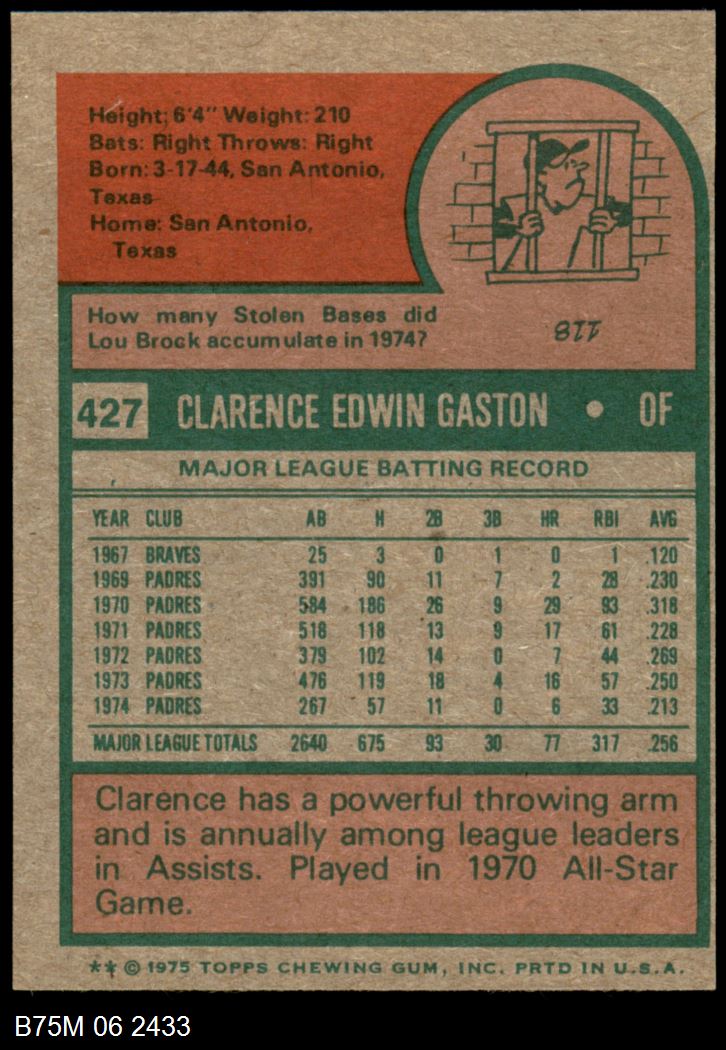 Height: 6'4" Weight: 210
Bats: Right Throws: Right
Born: 3-17-44, San Antonio,
Texas
Home: San Antonio,
Texas
How many Stolen Bases did
Lou Brock accumulate in 1974?
118
427 CLARENCE EDWIN GASTON • OF
MAJOR LEAGUE BATTING RECORD
YEAR CLUB AB H 2B 3B HR RBI AVG
1967 BRAVES 25 3 0 1 0 1 .120
1969 PADRES 391 90 11 7 2 28 .230
1970 PADRES 584 186 26 9 29 93 .318
1971 PADRES 518 118 13 9 17 61 .228
1972 PADRES 379 102 14 0 7 44 .269
1973 PADRES 476 119 18 4 16 57 .250
1974 PADRES 267 57 11 0 6 33 .213
MAJOR LEAGUE TOTALS 2640 675 93 30 77 317 .256
Clarence has a powerful throwing arm
and is annually among league leaders
in Assists. Played in 1970 All-Star
Game.
** © 1975 TOPPS CHEWING GUM, INC. PRTD IN U.S.A.
B75M 06 2433